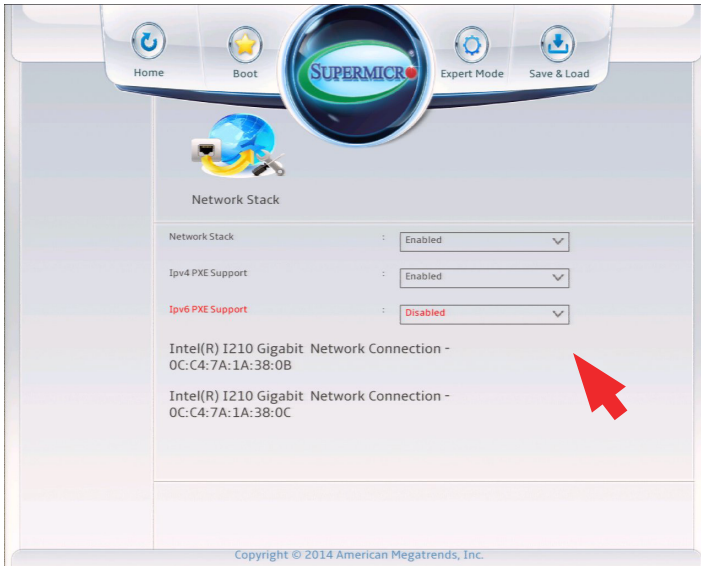 Home
Boot
SUPERMICRO
Expert Mode
Save & Load
Network Stack
Network Stack : Enabled
Ipv4 PXE Support : Enabled
Ipv6 PXE Support : Disabled
Intel(R) I210 Gigabit Network Connection -
0C:C4:7A:1A:38:0B
Intel(R) I210 Gigabit Network Connection -
0C:C4:7A:1A:38:0C
Copyright © 2014 American Megatrends, Inc.